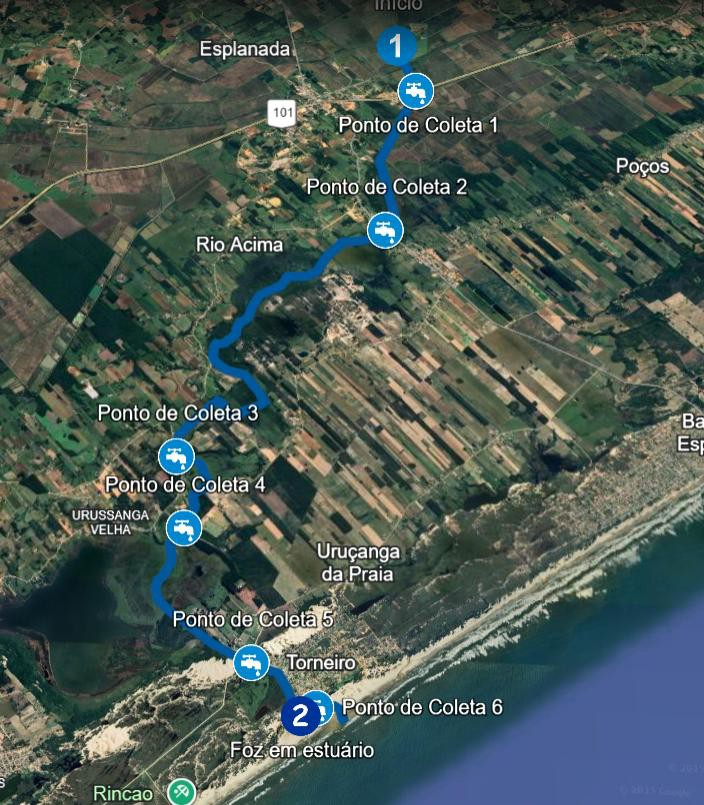 Início
Esplanada
1
101
Ponto de Coleta 1
Poços
Ponto de Coleta 2
Rio Acima
Ponto de Coleta 3
Ponto de Coleta 4
URUSSANGA
VELHA
Uruçanga
da Praia
Ponto de Coleta 5
Torneiro
2
Ponto de Coleta 6
Foz em estuário
Rincao